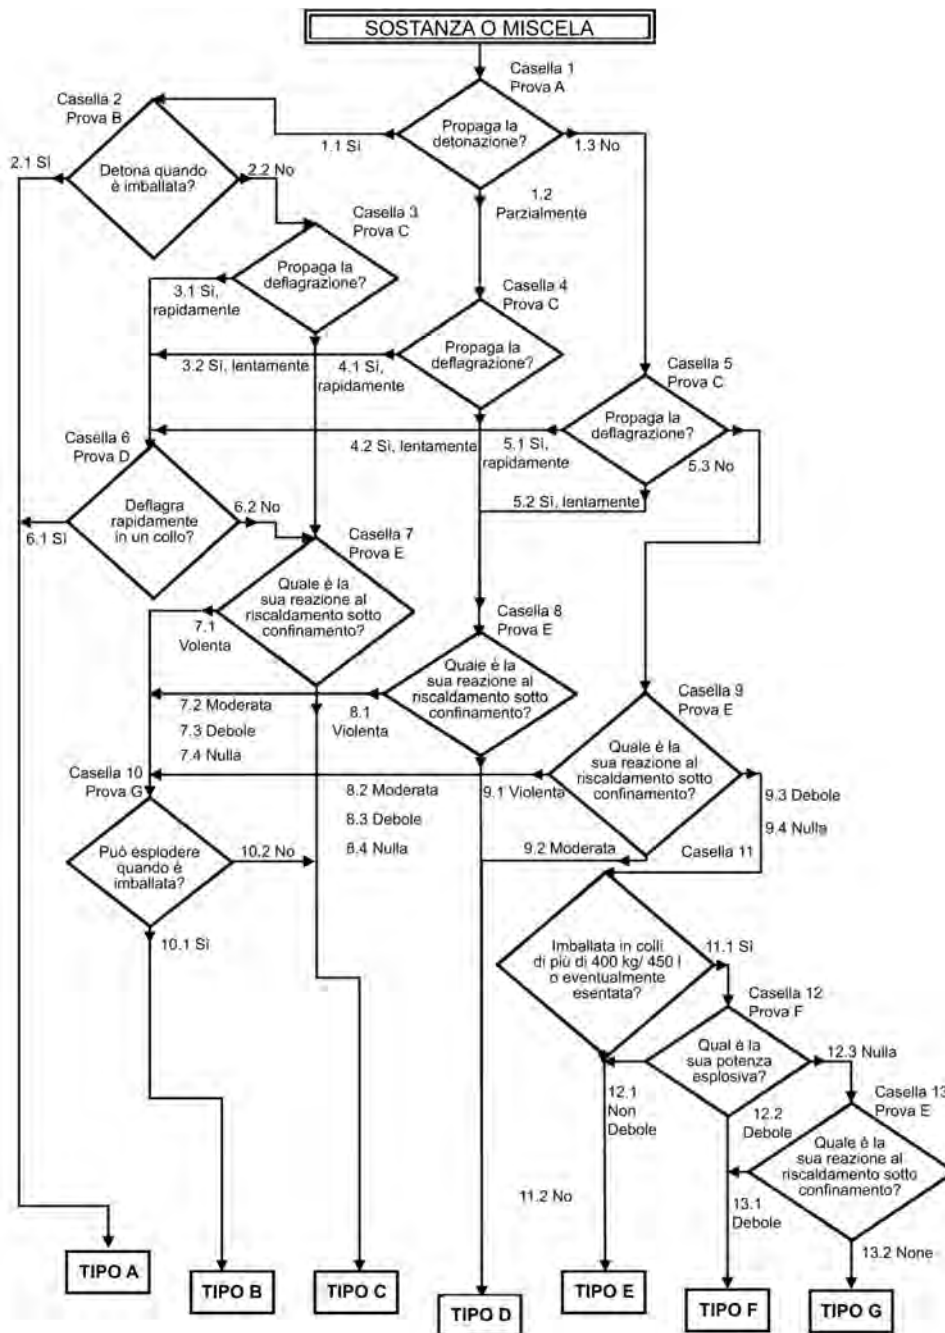 SOSTANZA O MISCELA
Casella 1
Prova A
Propaga la
detonazione?
1.1 Sì
1.3 No
1.2
Parzialmente
Casella 2
Prova B
Detona quando
è imballata?
2.1 Sì
2.2 No
Casella 3
Prova C
Propaga la
deflagrazione?
3.1 Sì,
rapidamente
3.2 Sì, lentamente
Casella 4
Prova C
Propaga la
deflagrazione?
4.1 Sì,
rapidamente
4.2 Sì, lentamente
Casella 5
Prova C
Propaga la
deflagrazione?
5.1 Sì,
rapidamente
5.2 Sì, lentamente
5.3 No
Casella 6
Prova D
Deflagra
rapidamente
in un collo?
6.1 Sì
6.2 No
Casella 7
Prova E
Quale è la
sua reazione al
riscaldamento sotto
confinamento?
7.1
Volenta
7.2 Moderata
7.3 Debole
7.4 Nulla
Casella 8
Prova E
Quale è la
sua reazione al
riscaldamento sotto
confinamento?
8.1
Violenta
8.2 Moderata
8.3 Debole
8.4 Nulla
Casella 9
Prova E
Quale è la
sua reazione al
riscaldamento sotto
confinamento?
9.1 Violenta
9.2 Moderata
9.3 Debole
9.4 Nulla
Casella 10
Prova G
Può esplodere
quando è
imballata?
10.2 No
10.1 Sì
Casella 11
Imballata in colli
di più di 400 kg/ 450 l
o eventualmente
esentata?
11.1 Sì
11.2 No
Casella 12
Prova F
Qual è la
sua potenza
esplosiva?
12.1
Non
Debole
12.2
Debole
12.3 Nulla
Casella 13
Prova E
Quale è la
sua reazione al
riscaldamento sotto
confinamento?
13.1
Debole
13.2 None
TIPO A
TIPO B
TIPO C
TIPO D
TIPO E
TIPO F
TIPO G